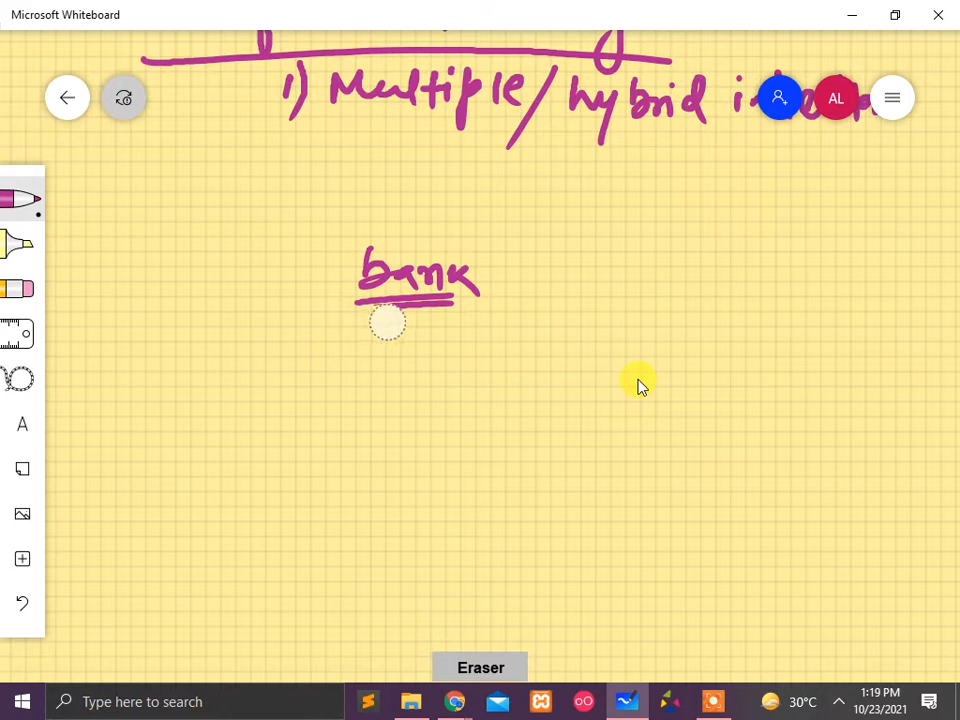 Microsoft Whiteboard
1) Multiple/hybrid
AL
bank
A
Eraser
Type here to search
30°C
1:19 PM
10/23/2021